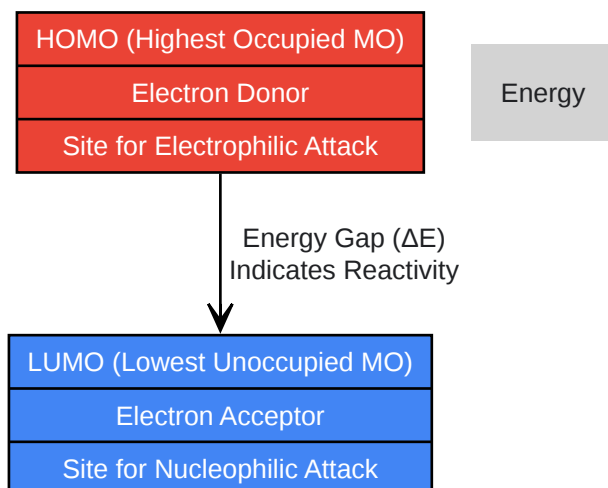 HOMO (Highest Occupied MO)
Electron Donor
Site for Electrophilic Attack
Energy
Energy Gap (ΔE)
Indicates Reactivity
LUMO (Lowest Unoccupied MO)
Electron Acceptor
Site for Nucleophilic Attack